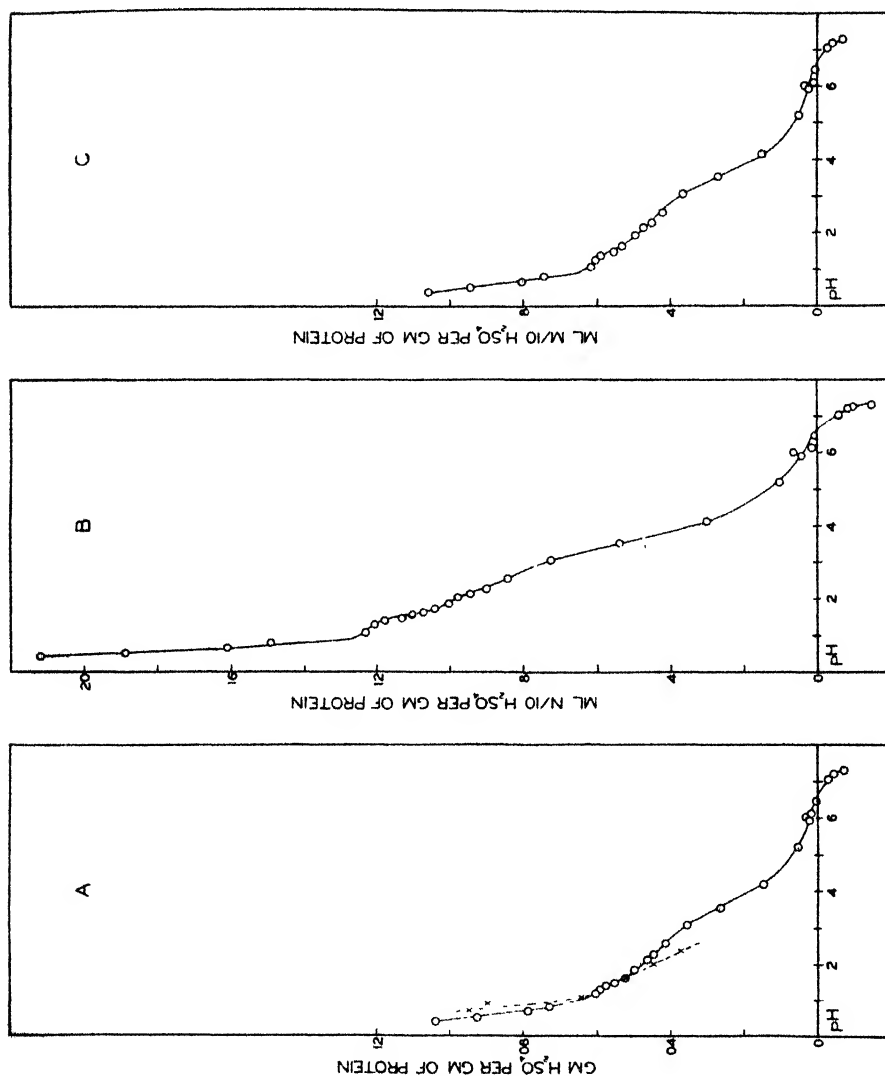 A
GM H₂SO₄ PER GM OF PROTEIN
12
08
04
0
pH
2
4
6
B
ML N/10 H₂SO₄ PER GM OF PROTEIN
20
16
12
8
4
0
pH
2
4
6
C
ML M/10 H₂SO₄ PER GM OF PROTEIN
12
8
4
0
pH
2
4
6